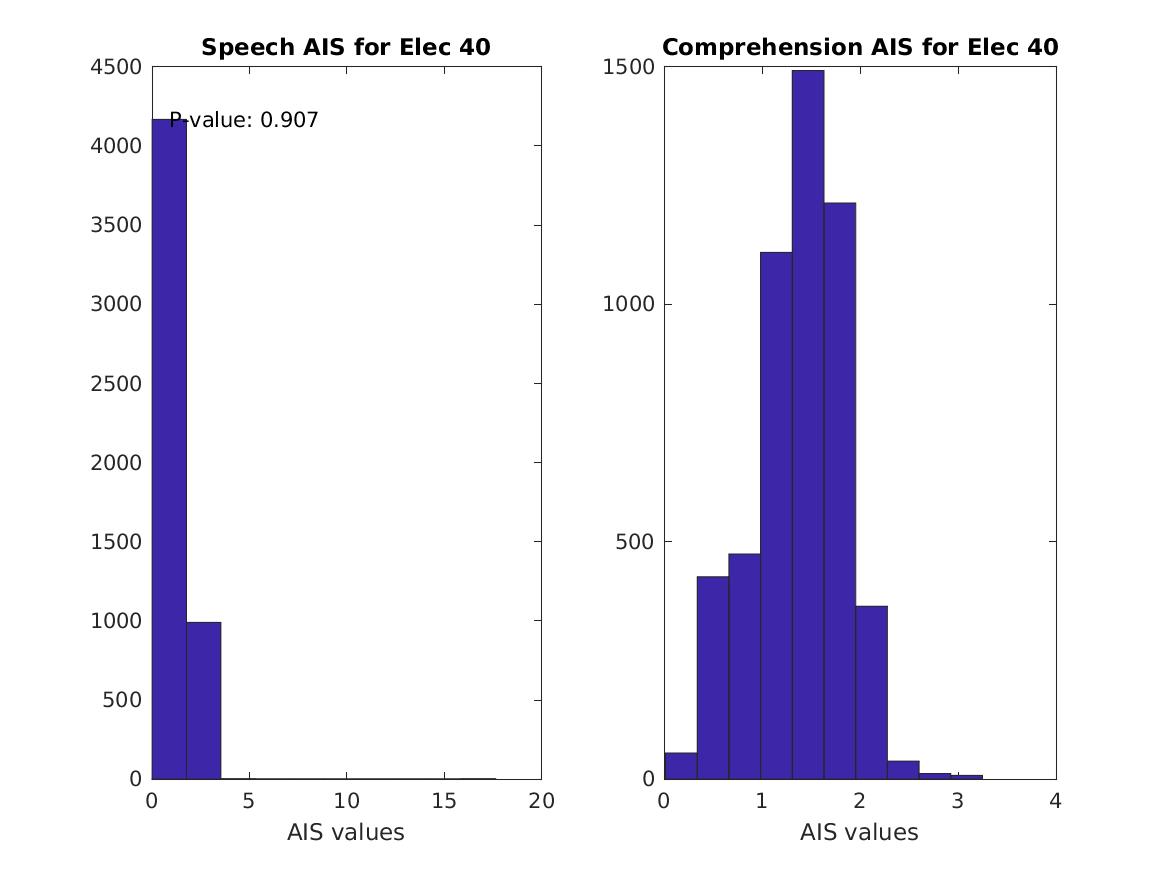 Speech AIS for Elec 40
4500
4000
3500
3000
2500
2000
1500
1000
500
0
P-value: 0.907
0 5 10 15 20
AIS values
Comprehension AIS for Elec 40
1500
1000
500
0
0 1 2 3 4
AIS values